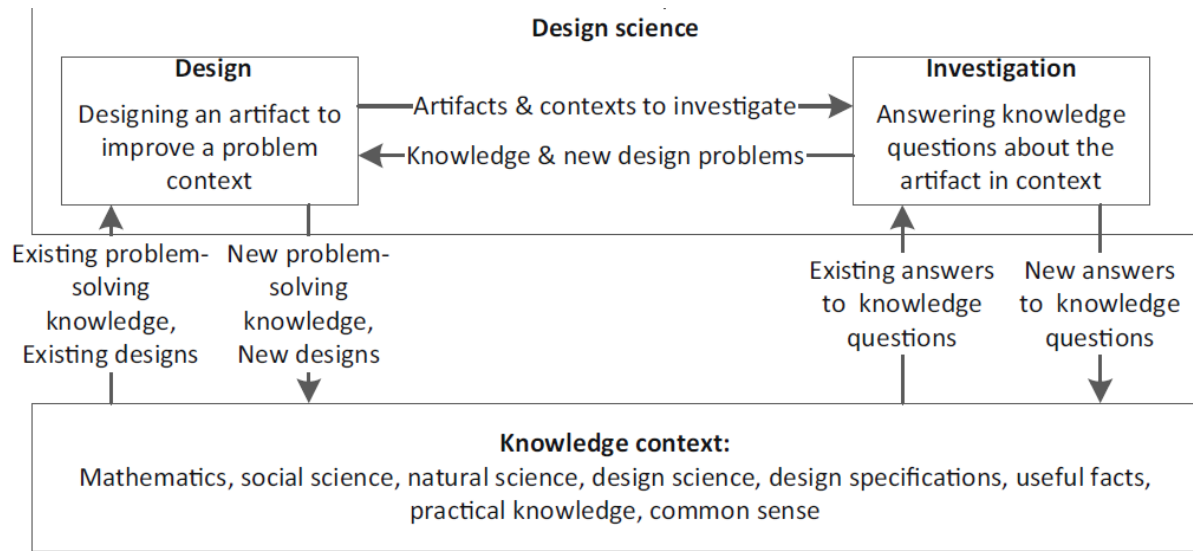 Design science
Design
Designing an artifact to
improve a problem
context
Artifacts & contexts to investigate
Knowledge & new design problems
Investigation
Answering knowledge
questions about the
artifact in context
Existing problem-
solving
knowledge,
Existing designs
New problem-
solving
knowledge,
New designs
Existing answers
to knowledge
questions
New answers
to knowledge
questions
Knowledge context:
Mathematics, social science, natural science, design science, design specifications, useful facts,
practical knowledge, common sense